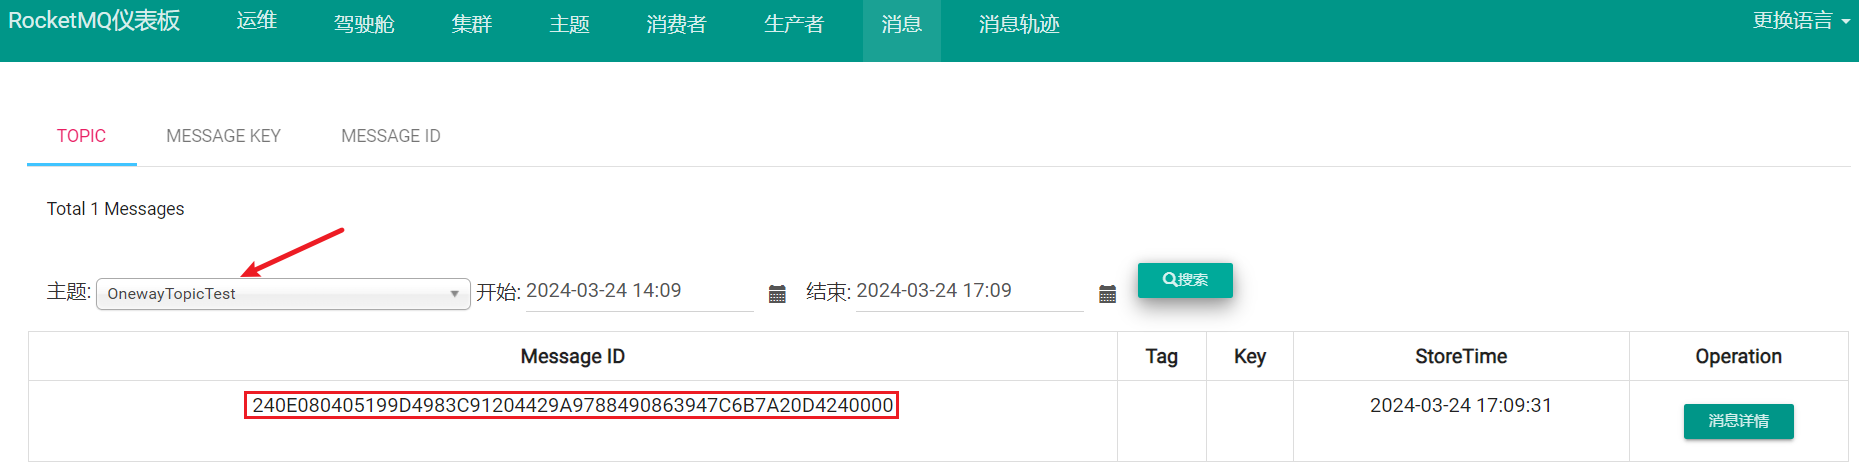 RocketMQ仪表板 运维 驾驶舱 集群 主题 消费者 生产者 消息 消息轨迹 更换语言
TOPIC MESSAGE KEY MESSAGE ID
Total 1 Messages
主题: OnewayTopicTest 开始: 2024-03-24 14:09 结束: 2024-03-24 17:09 搜索
Message ID Tag Key StoreTime Operation
240E080405199D4983C91204429A9788490863947C6B7A20D4240000 2024-03-24 17:09:31 消息详情